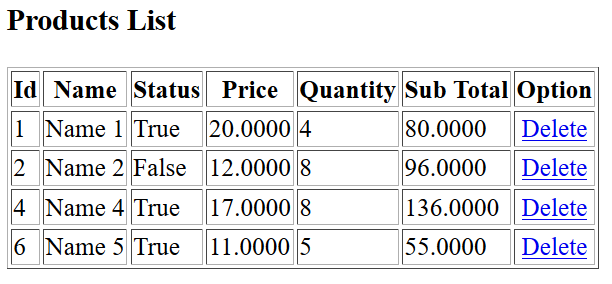 Products List
Id Name Status Price Quantity Sub Total Option
1 Name 1 True 20.0000 4 80.0000 Delete
2 Name 2 False 12.0000 8 96.0000 Delete
4 Name 4 True 17.0000 8 136.0000 Delete
6 Name 5 True 11.0000 5 55.0000 Delete